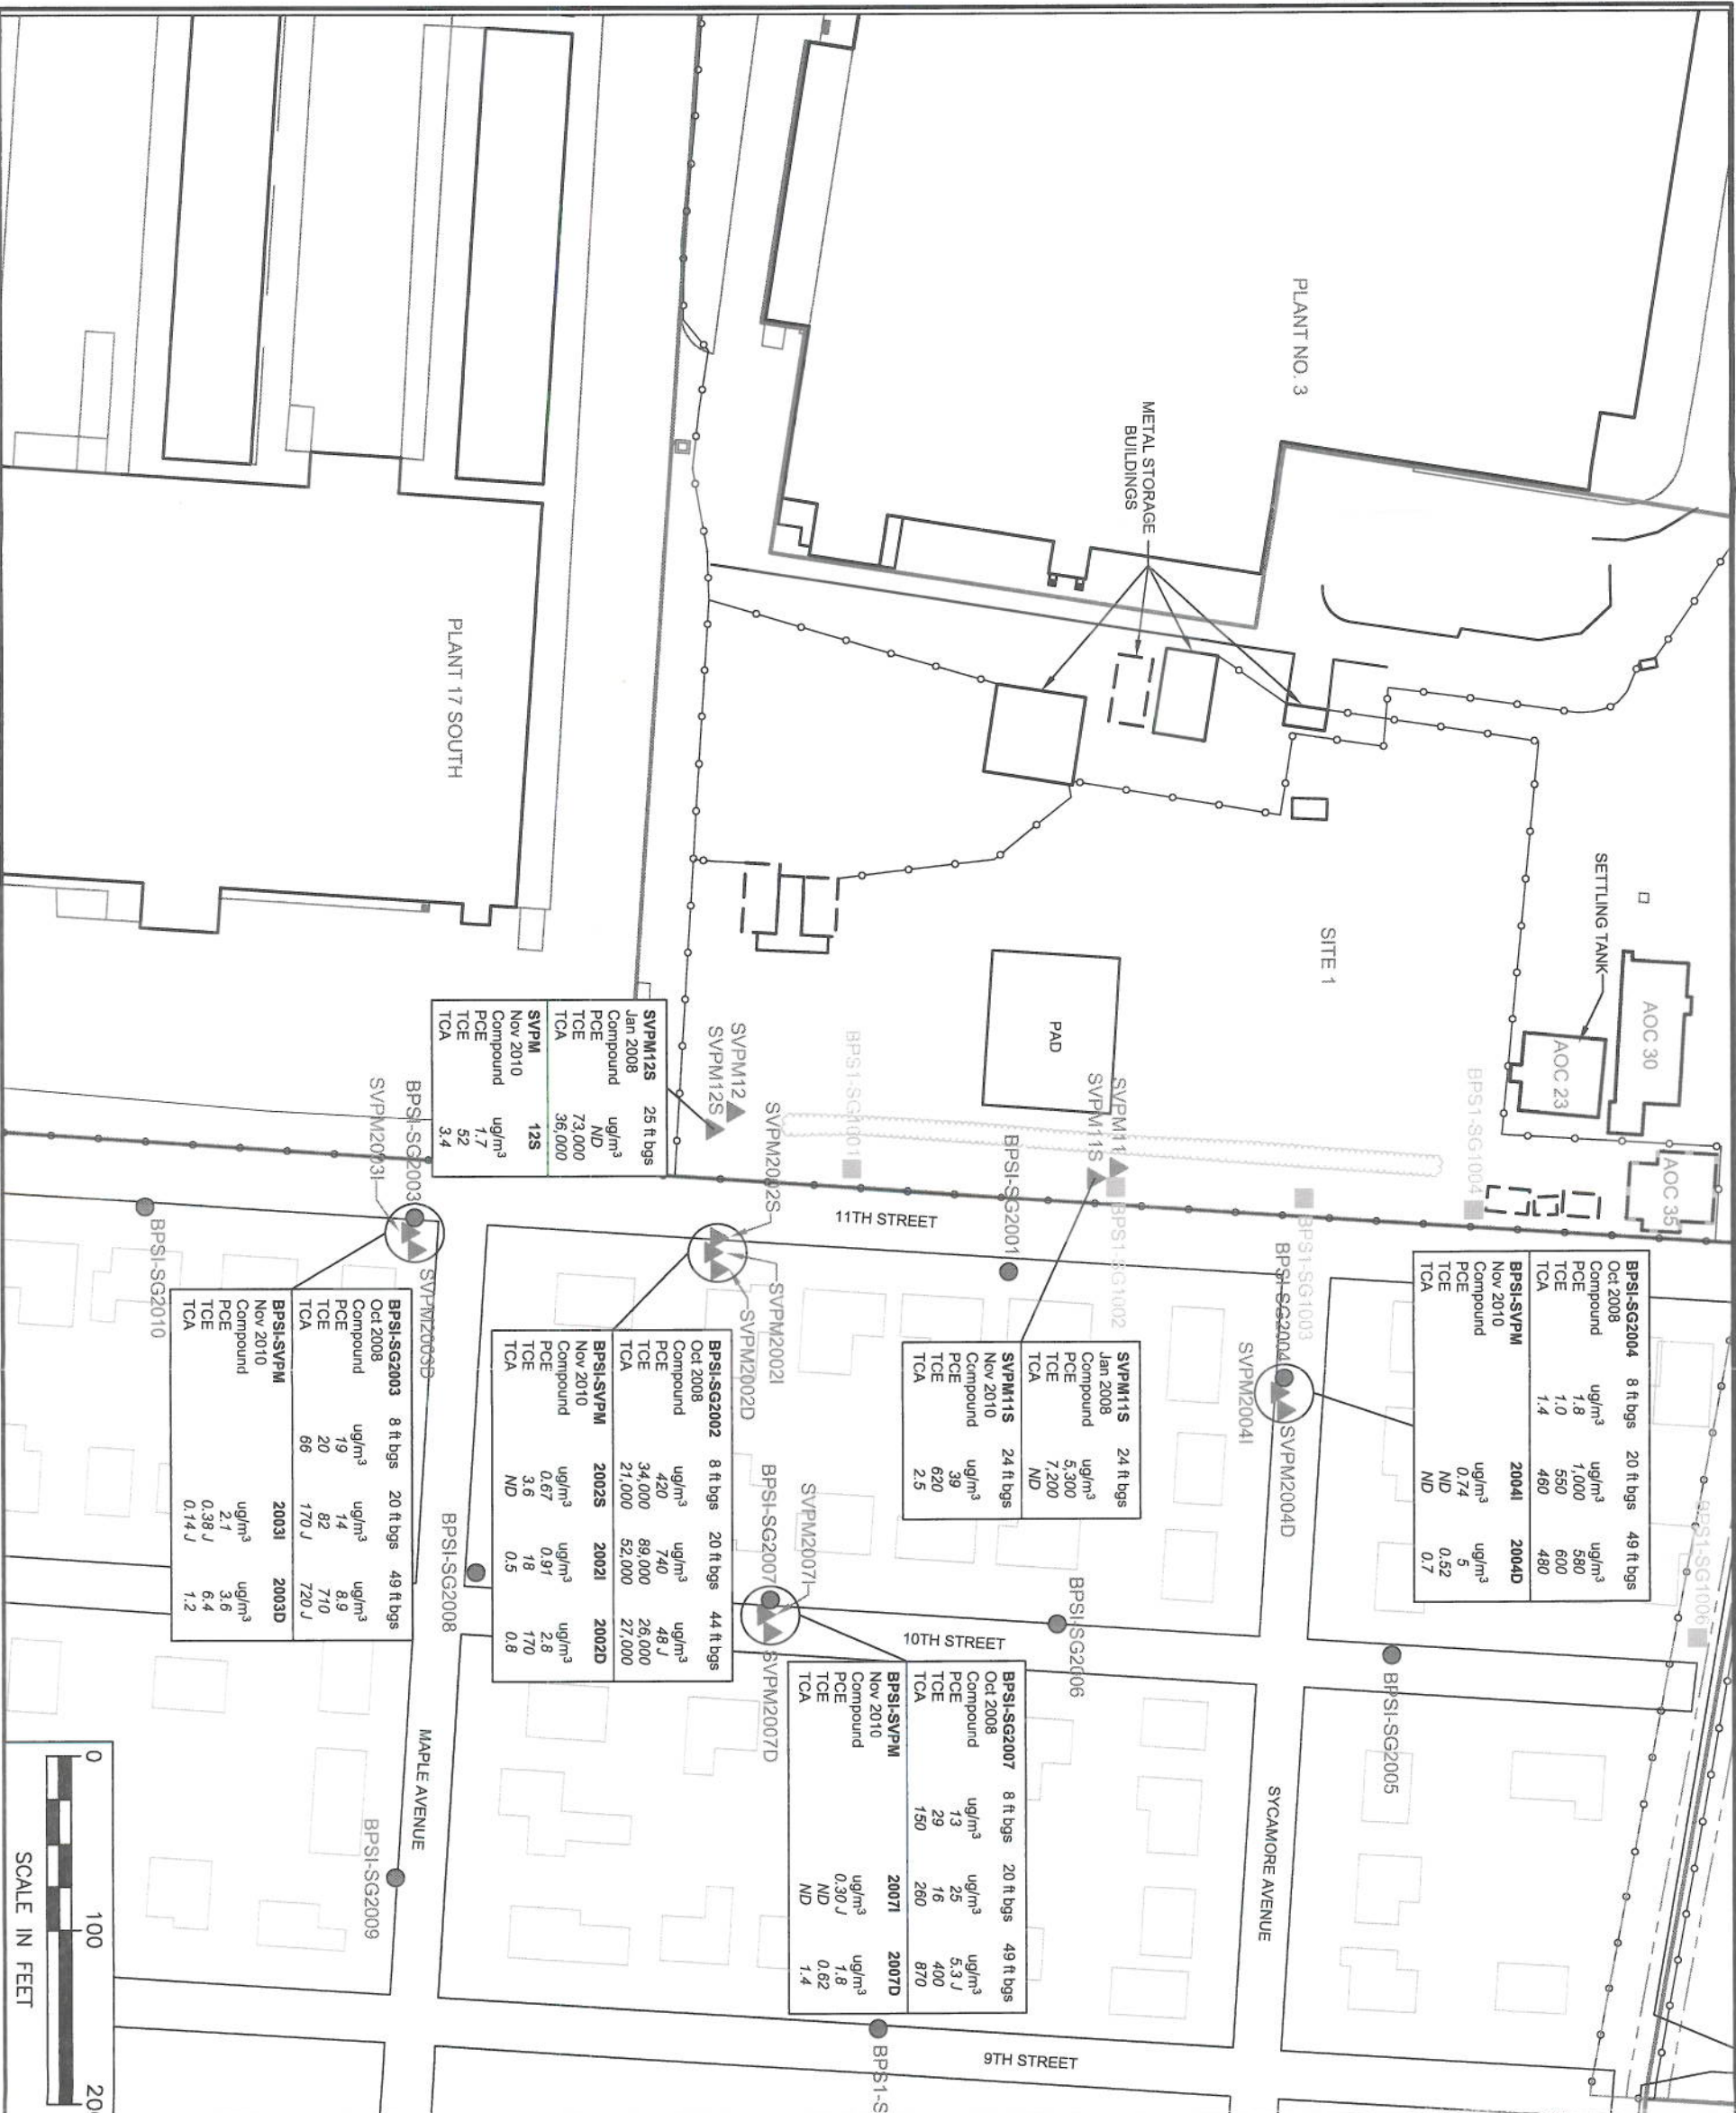 PLANT NO. 3
METAL STORAGE
BUILDINGS
SETTLING TANK
AOC 30
AOC 23
AOC 35
SITE 1
PAD
PLANT 17 SOUTH
BPS1-SG1004
BPS1-SG1001
BPS1-SG1002
BPS1-SG1003
BPS1-SG1006
SVPM11
SVPM11S
SVPM12
SVPM12S
BPSI-SG2001
11TH STREET
SVPM2002S
SVPM2002I
SVPM2002D
BPSI-SG2003
SVPM2003I
SVPM2003D
BPSI-SG2010
BPSI-SG2004
SVPM2004I
SVPM2004D
BPSI-SG2005
BPSI-SG2006
10TH STREET
SVPM2007I
BPSI-SG2007
SVPM2007D
BPSI-SG2008
MAPLE AVENUE
BPSI-SG2009
SYCAMORE AVENUE
9TH STREET
BPS1-S
BPSI-SG2004 8 ft bgs 20 ft bgs 49 ft bgs
Oct 2008
Compound ug/m³ ug/m³ ug/m³
PCE 1.8 1,000 580
TCE 1.0 550 600
TCA 1.4 460 480
BPSI-SVPM 2004I 2004D
Nov 2010
Compound ug/m³ ug/m³
PCE 0.74 5
TCE ND 0.52
TCA ND 0.7
SVPM11S 24 ft bgs
Jan 2008
Compound ug/m³
PCE 5,300
TCE 7,200
TCA ND
SVPM11S 24 ft bgs
Nov 2010
Compound ug/m³
PCE 39
TCE 620
TCA 2.5
SVPM12S 25 ft bgs
Jan 2008
Compound ug/m³
PCE ND
TCE 73,000
TCA 36,000
SVPM 12S
Nov 2010
Compound ug/m³
PCE 1.7
TCE 52
TCA 3.4
BPSI-SG2007 8 ft bgs 20 ft bgs 49 ft bgs
Oct 2008
Compound ug/m³ ug/m³ ug/m³
PCE 13 25 5.3 J
TCE 29 16 400
TCA 150 260 870
BPSI-SVPM 2007I 2007D
Nov 2010
Compound ug/m³ ug/m³
PCE 0.30 J 1.8
TCE ND 0.62
TCA ND 1.4
BPSI-SG2002 8 ft bgs 20 ft bgs 44 ft bgs
Oct 2008
Compound ug/m³ ug/m³ ug/m³
PCE 420 740 48 J
TCE 34,000 89,000 26,000
TCA 21,000 52,000 27,000
BPSI-SVPM 2002S 2002I 2002D
Nov 2010
Compound ug/m³ ug/m³ ug/m³
PCE 0.67 0.91 2.8
TCE 3.6 18 170
TCA ND 0.5 0.8
BPSI-SG2003 8 ft bgs 20 ft bgs 49 ft bgs
Oct 2008
Compound ug/m³ ug/m³ ug/m³
PCE 19 14 8.9
TCE 20 82 710
TCA 66 170 J 720 J
BPSI-SVPM 2003I 2003D
Nov 2010
Compound ug/m³ ug/m³
PCE 2.1 3.6
TCE 0.38 J 6.4
TCA 0.14 J 1.2
0 100 20
SCALE IN FEET